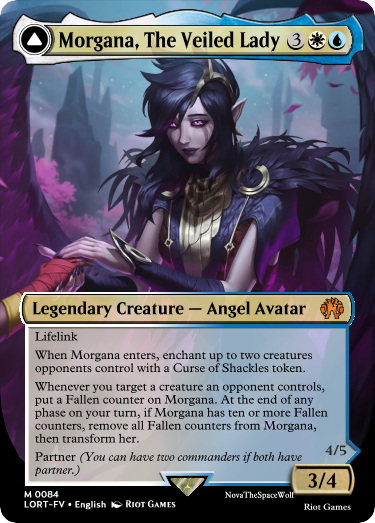 Morgana, The Veiled Lady 3
Legendary Creature — Angel Avatar
Lifelink
When Morgana enters, enchant up to two creatures
opponents control with a Curse of Shackles token.
Whenever you target a creature an opponent controls,
put a Fallen counter on Morgana. At the end of any
phase on your turn, if Morgana has ten or more Fallen
counters, remove all Fallen counters from Morgana,
then transform her.
Partner (You can have two commanders if both have
partner.)
4/5
3/4
M 0084
LORT-FV • English Riot Games
NovaTheSpaceWolf
Riot Games